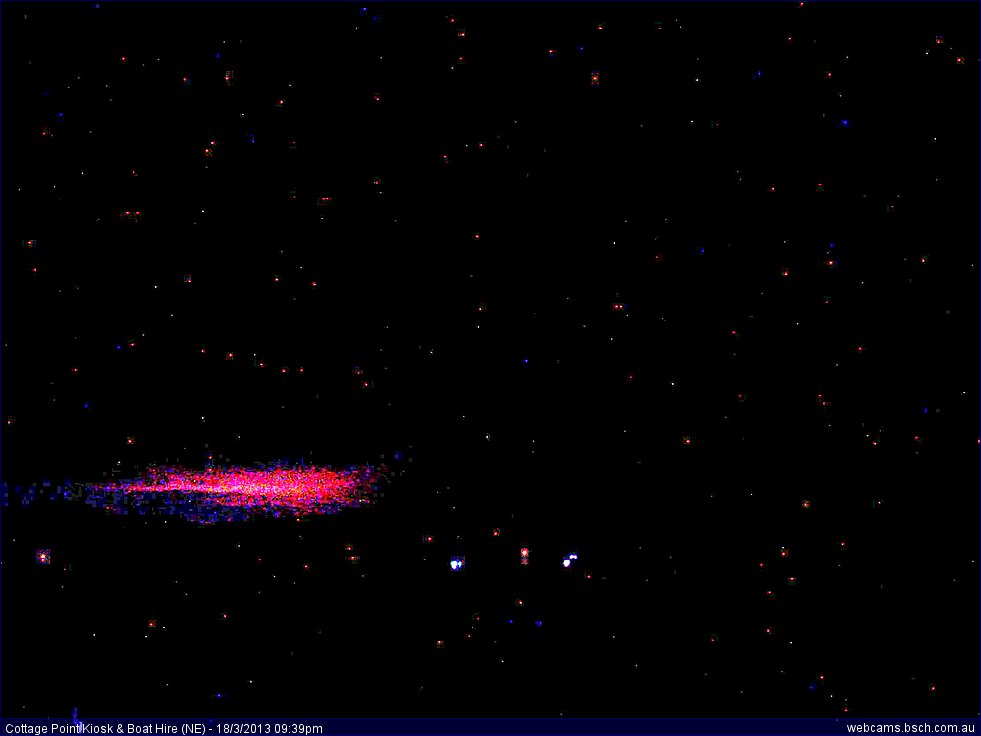 Cottage Point Kiosk & Boat Hire (NE) - 18/3/2013 09:39pm
webcams.bsch.com.au